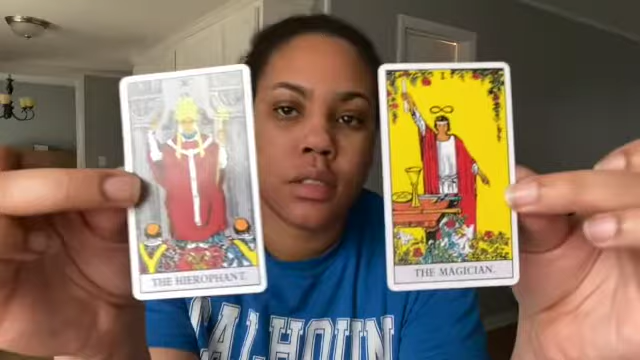 V
THE HIEROPHANT.
I
THE MAGICIAN.
CALHOUN